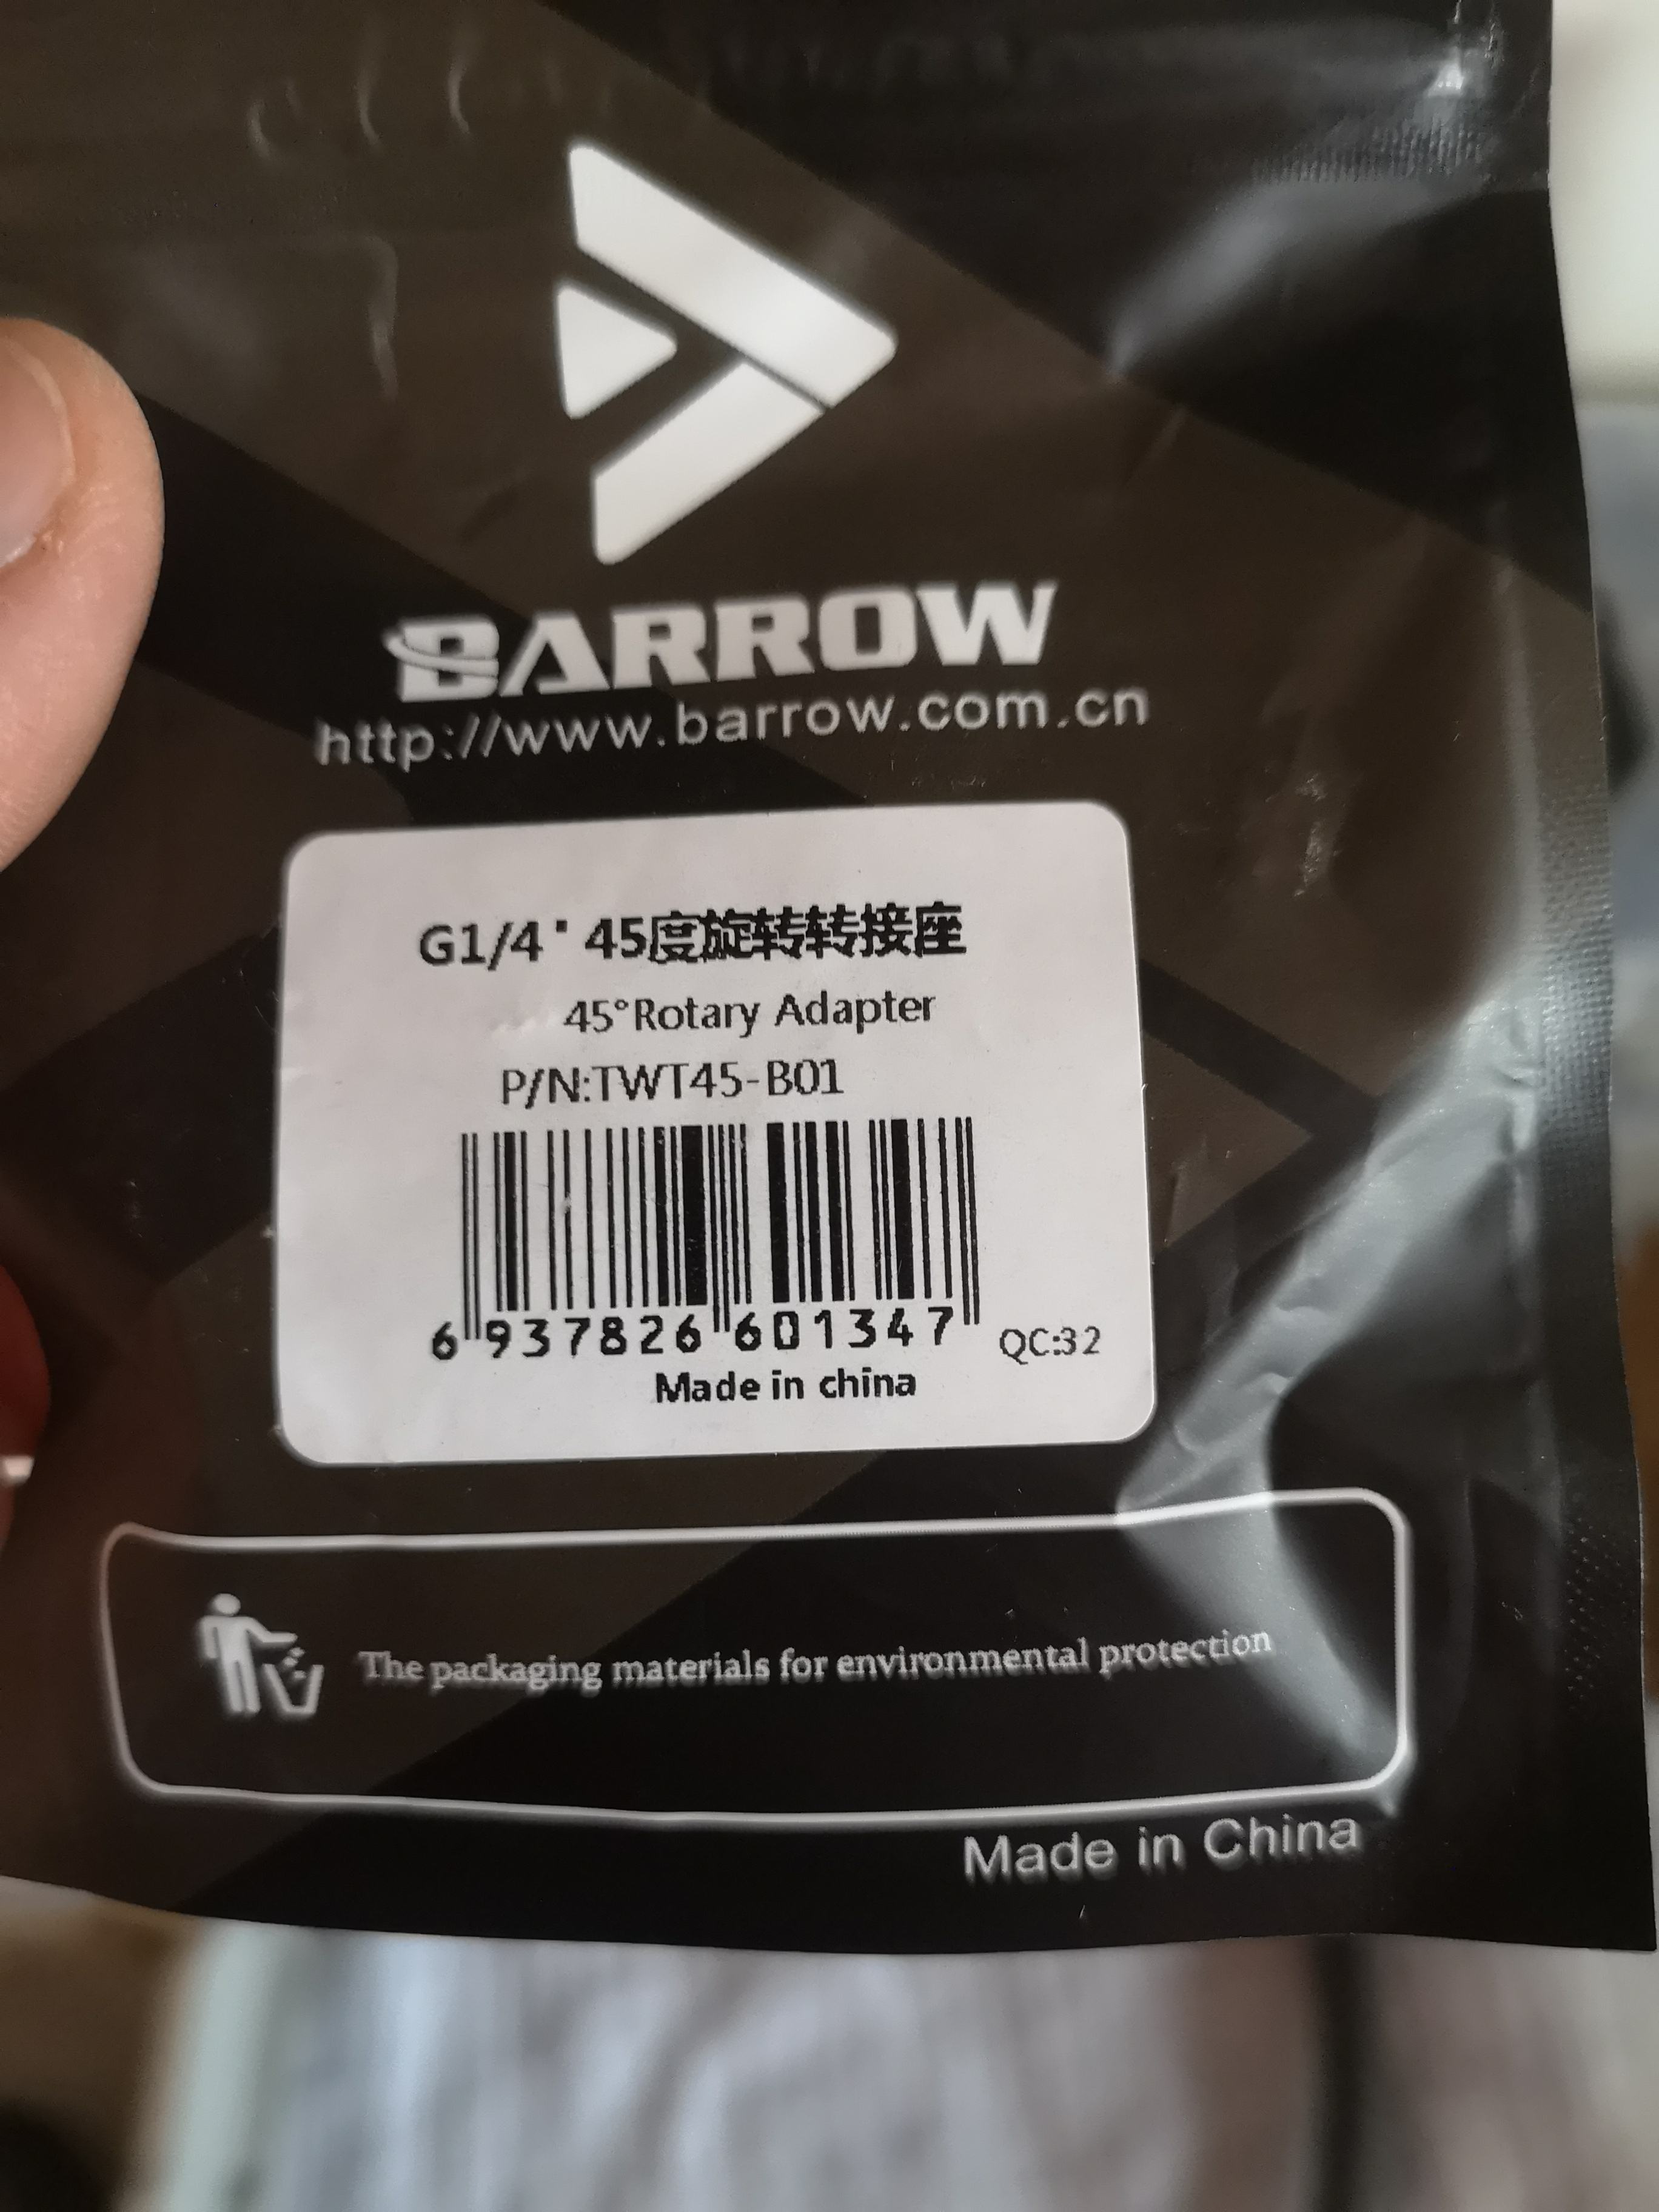 BARROW
http://www.barrow.com.cn
G1/4" 45度旋转转接座
45°Rotary Adapter
P/N:TWT45-B01
6 937826 601347
QC:32
Made in china
The packaging materials for environmental protection
Made in China